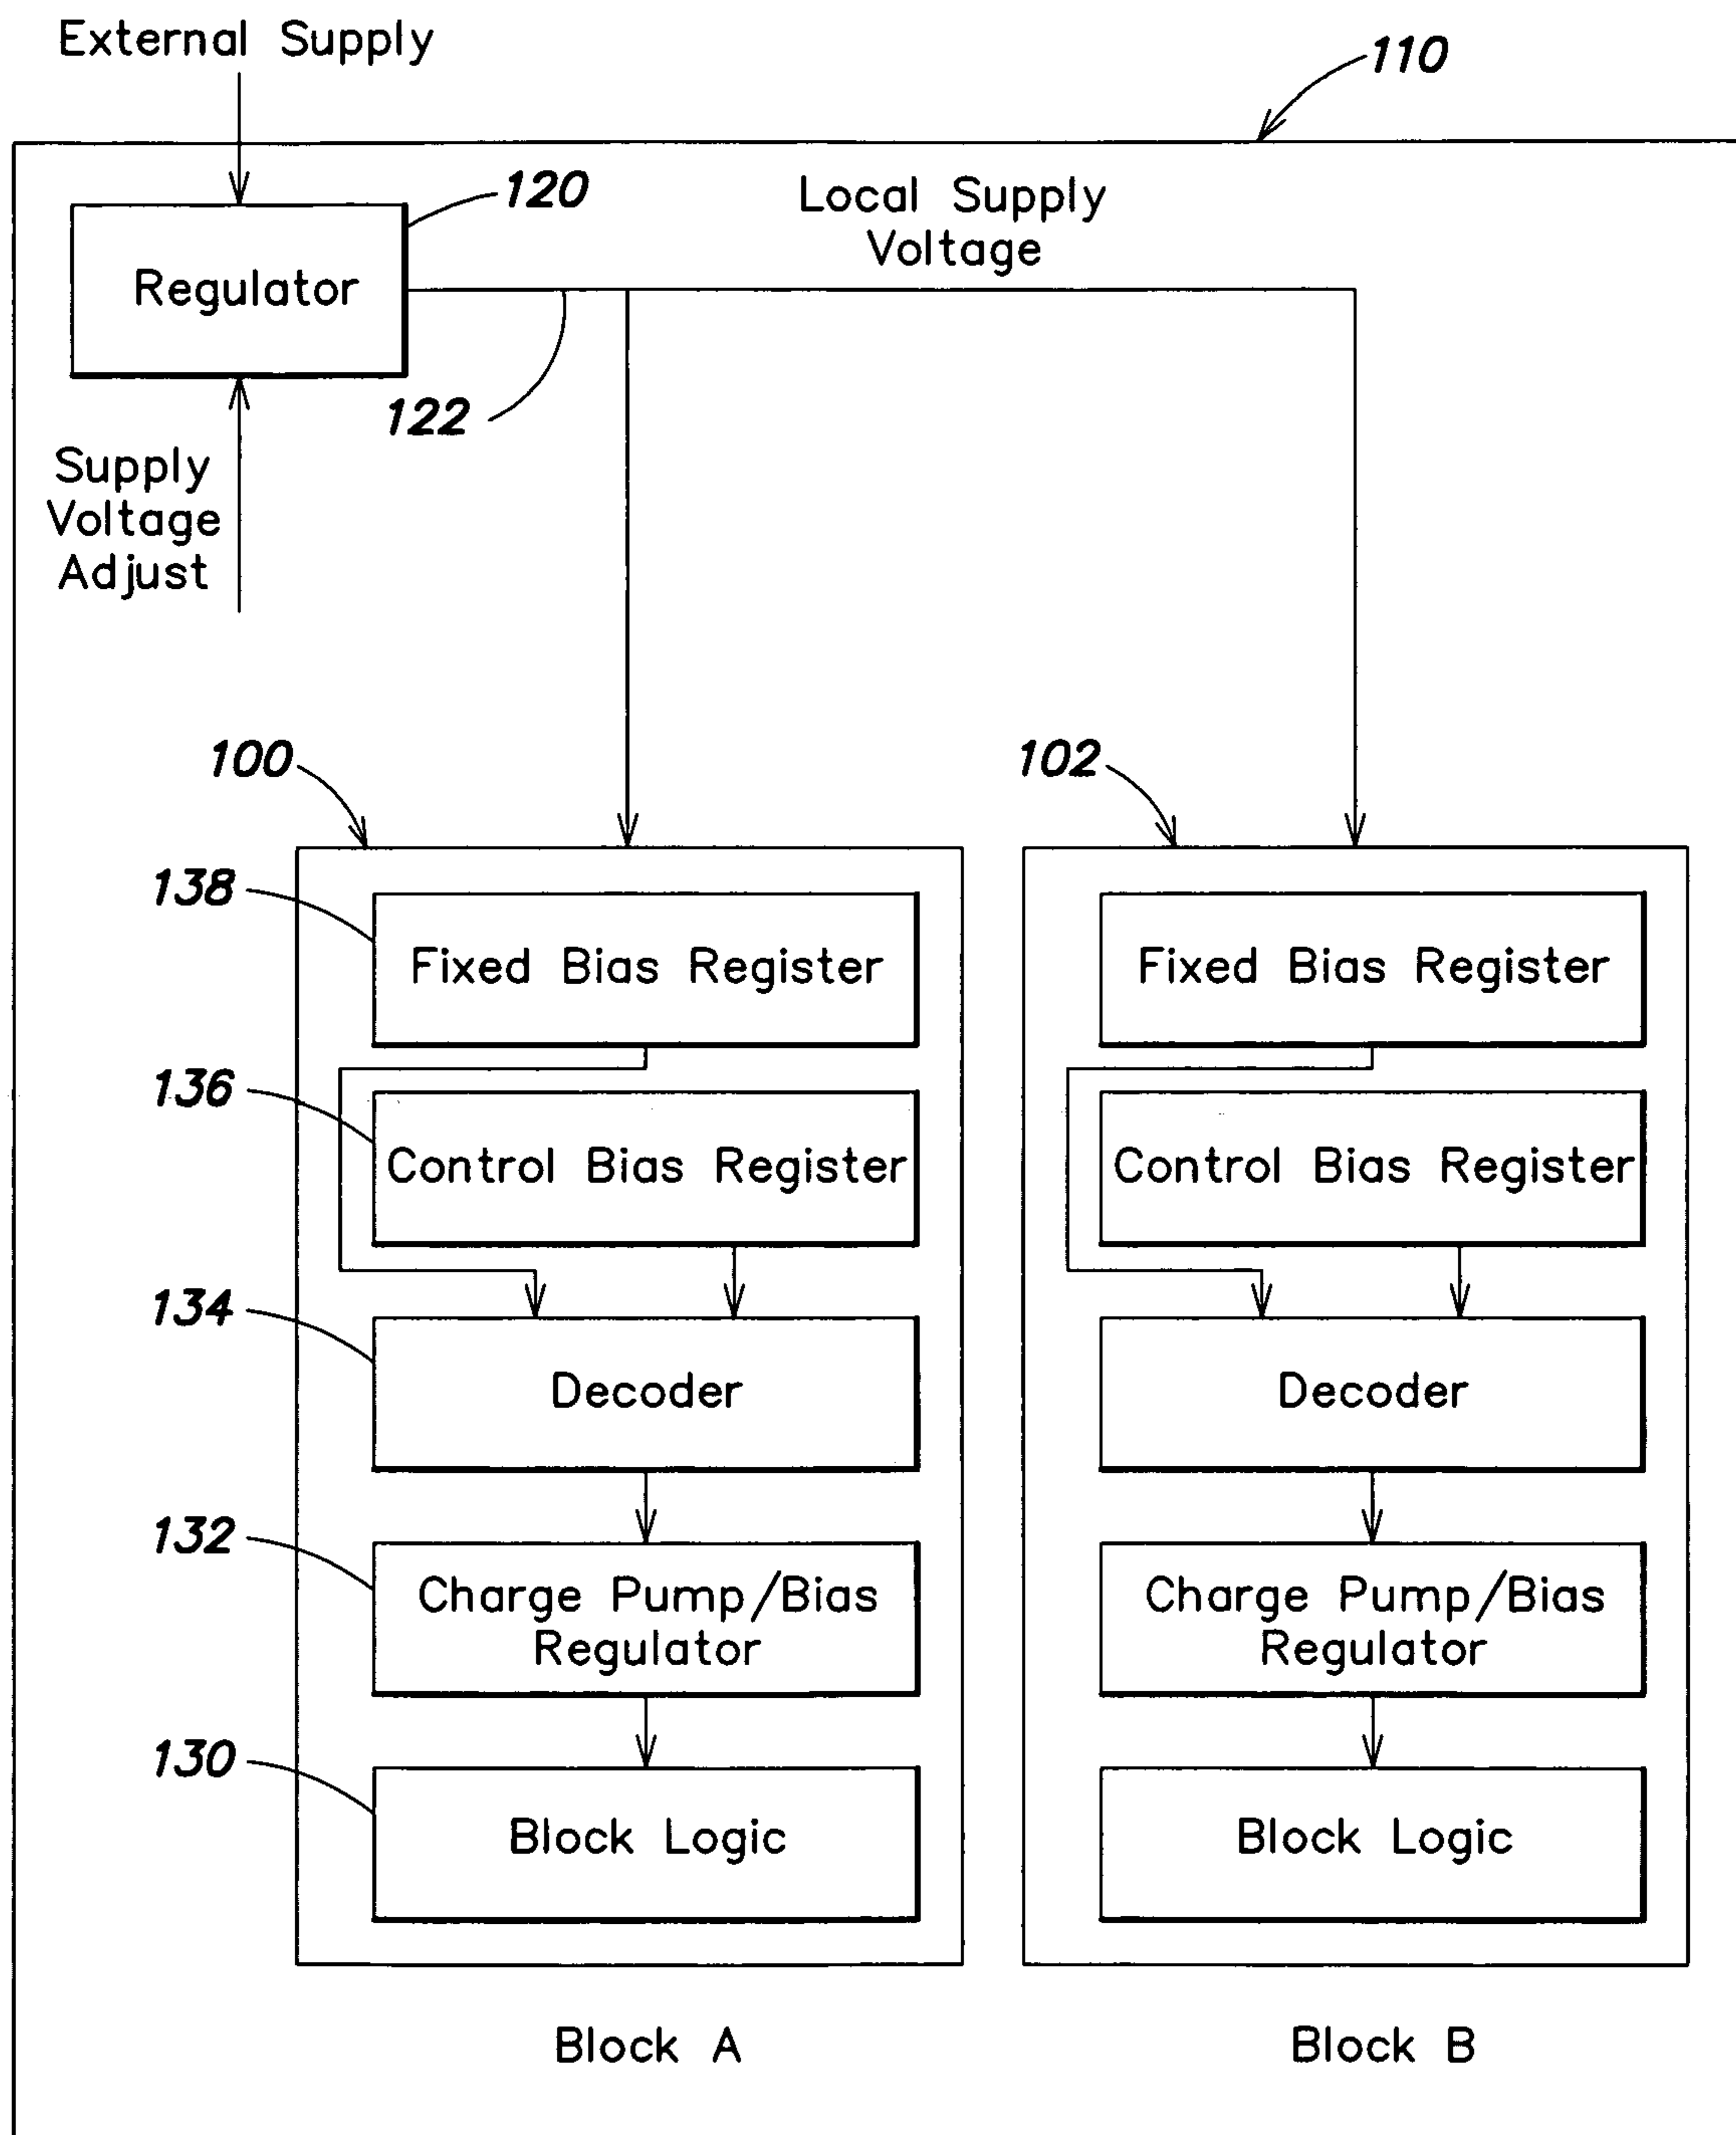 External Supply
110
120
Local Supply
Voltage
Regulator
122
Supply
Voltage
Adjust
100
102
138
Fixed Bias Register
Fixed Bias Register
136
Control Bias Register
Control Bias Register
134
Decoder
Decoder
132
Charge Pump/Bias
Regulator
Charge Pump/Bias
Regulator
130
Block Logic
Block Logic
Block A
Block B